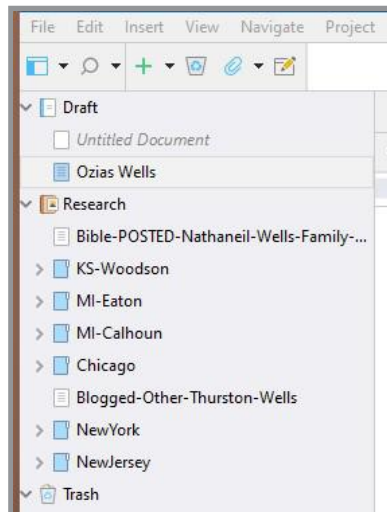 File Edit Insert View Navigate Project
Draft
Untitled Document
Ozias Wells
Research
Bible-POSTED-Nathaneil-Wells-Family-...
KS-Woodson
MI-Eaton
MI-Calhoun
Chicago
Blogged-Other-Thurston-Wells
NewYork
NewJersey
Trash